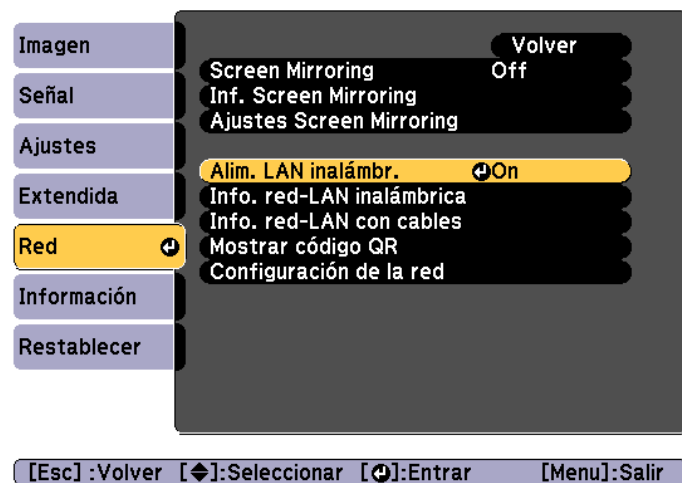 Imagen
Señal
Ajustes
Extendida
Red
Información
Restablecer
Volver
Screen Mirroring Off
Inf. Screen Mirroring
Ajustes Screen Mirroring
Alim. LAN inalámbr. On
Info. red-LAN inalámbrica
Info. red-LAN con cables
Mostrar código QR
Configuración de la red
[Esc] :Volver [◆]:Seleccionar [⏎]:Entrar [Menu]:Salir